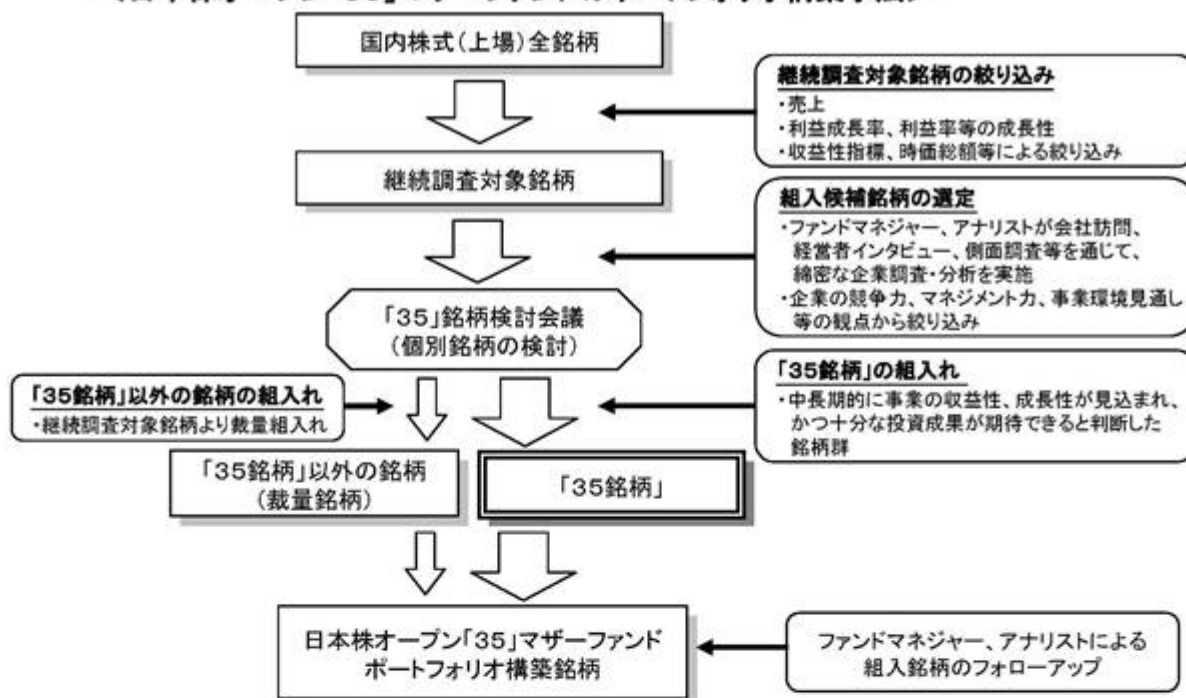 国内株式(上場)全銘柄
継続調査対象銘柄の絞り込み
・売上
・利益成長率、利益率等の成長性
・収益性指標、時価総額等による絞り込み
継続調査対象銘柄
組入候補銘柄の選定
・ファンドマネジャー、アナリストが会社訪問、
経営者インタビュー、側面調査等を通じて、
綿密な企業調査・分析を実施
・企業の競争力、マネジメント力、事業環境見通し
等の観点から絞り込み
「35」銘柄検討会議
(個別銘柄の検討)
「35銘柄」以外の銘柄の組入れ
・継続調査対象銘柄より裁量組入れ
「35銘柄」の組入れ
・中長期的に事業の収益性、成長性が見込まれ、
かつ十分な投資成果が期待できると判断した
銘柄群
「35銘柄」以外の銘柄
(裁量銘柄)
「35銘柄」
日本株オープン「35」マザーファンド
ポートフォリオ構築銘柄
ファンドマネジャー、アナリストによる
組入銘柄のフォローアップ